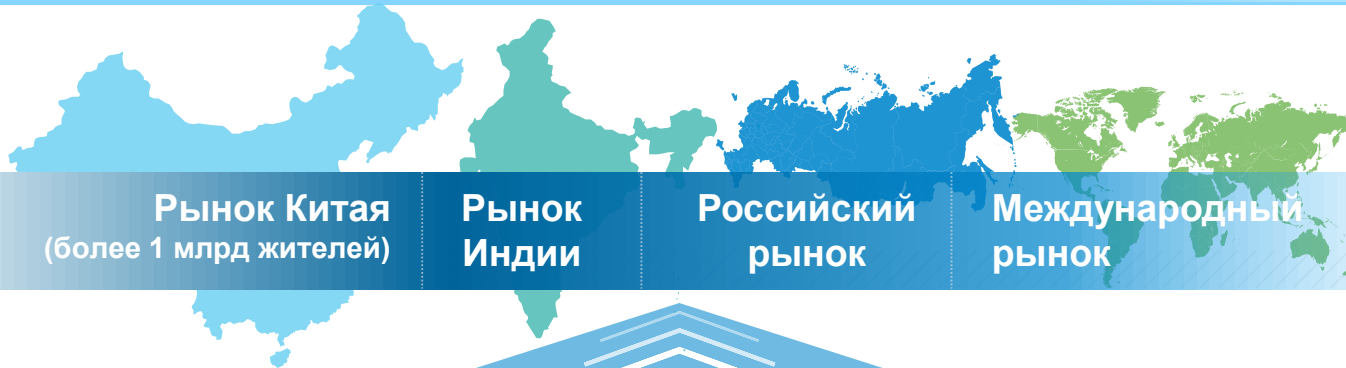 Рынок Китая
(более 1 млрд жителей)
Рынок
Индии
Российский
рынок
Международный
рынок